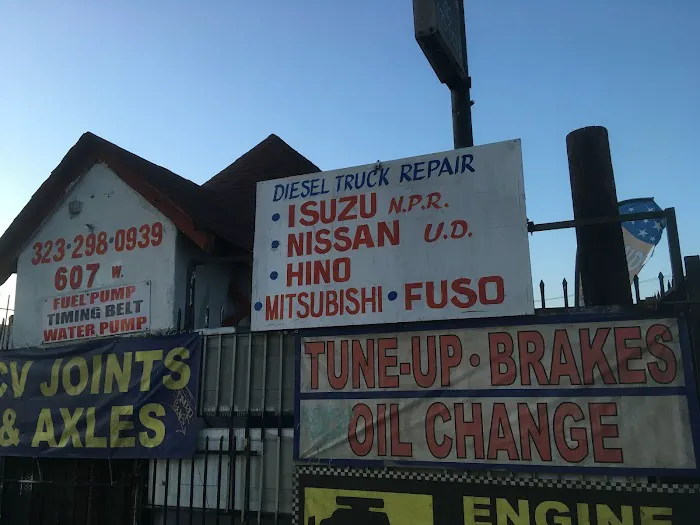 323·298·0939
607 W.
FUEL PUMP
TIMING BELT
WATER PUMP
CV JOINTS
& AXLES
DIESEL TRUCK REPAIR
• ISUZU N.P.R.
• NISSAN U.D.
• HINO
• MITSUBISHI • FUSO
TUNE-UP • BRAKES
OIL CHANGE
ENGINE